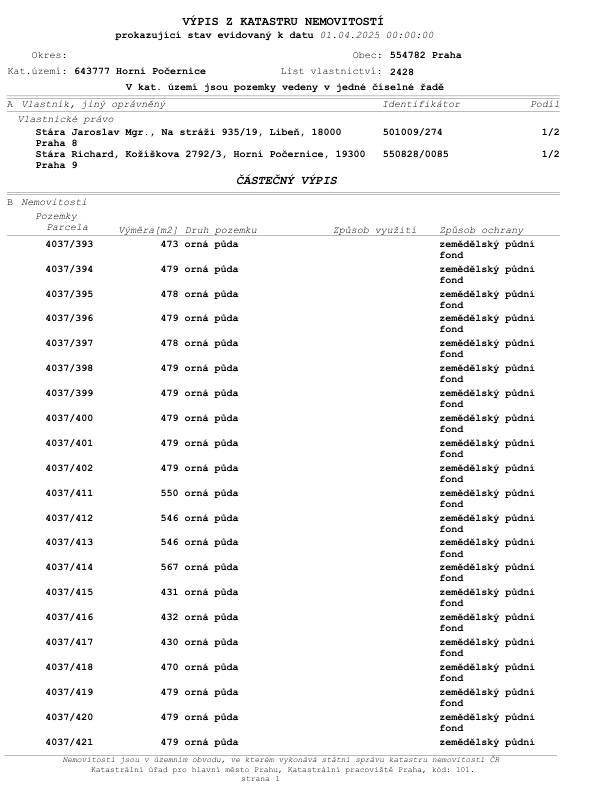 VÝPIS Z KATASTRU NEMOVITOSTÍ
prokazující stav evidovaný k datu 01.04.2025 00:00:00
Okres: Obec: 554782 Praha
Kat.území: 643777 Horní Počernice List vlastnictví: 2428
V kat. území jsou pozemky vedeny v jedné číselné řadě
A Vlastník, jiný oprávněný Identifikátor Podíl
Vlastnické právo
Stára Jaroslav Mgr., Na stráži 935/19, Libeň, 18000 501009/274 1/2
Praha 8
Stára Richard, Kožíškova 2792/3, Horní Počernice, 19300 550828/0085 1/2
Praha 9
ČÁSTEČNÝ VÝPIS
B Nemovitosti
Pozemky
Parcela Výměra[m2] Druh pozemku Způsob využití Způsob ochrany
4037/393 473 orná půda zemědělský půdní
fond
4037/394 479 orná půda zemědělský půdní
fond
4037/395 478 orná půda zemědělský půdní
fond
4037/396 479 orná půda zemědělský půdní
fond
4037/397 478 orná půda zemědělský půdní
fond
4037/398 479 orná půda zemědělský půdní
fond
4037/399 479 orná půda zemědělský půdní
fond
4037/400 479 orná půda zemědělský půdní
fond
4037/401 479 orná půda zemědělský půdní
fond
4037/402 479 orná půda zemědělský půdní
fond
4037/411 550 orná půda zemědělský půdní
fond
4037/412 546 orná půda zemědělský půdní
fond
4037/413 546 orná půda zemědělský půdní
fond
4037/414 567 orná půda zemědělský půdní
fond
4037/415 431 orná půda zemědělský půdní
fond
4037/416 432 orná půda zemědělský půdní
fond
4037/417 430 orná půda zemědělský půdní
fond
4037/418 470 orná půda zemědělský půdní
fond
4037/419 479 orná půda zemědělský půdní
fond
4037/420 479 orná půda zemědělský půdní
fond
4037/421 479 orná půda zemědělský půdní
Nemovitosti jsou v územním obvodu, ve kterém vykonává státní správu katastru nemovitostí ČR
Katastrální úřad pro hlavní město Prahu, Katastrální pracoviště Praha, kód: 101.
strana 1